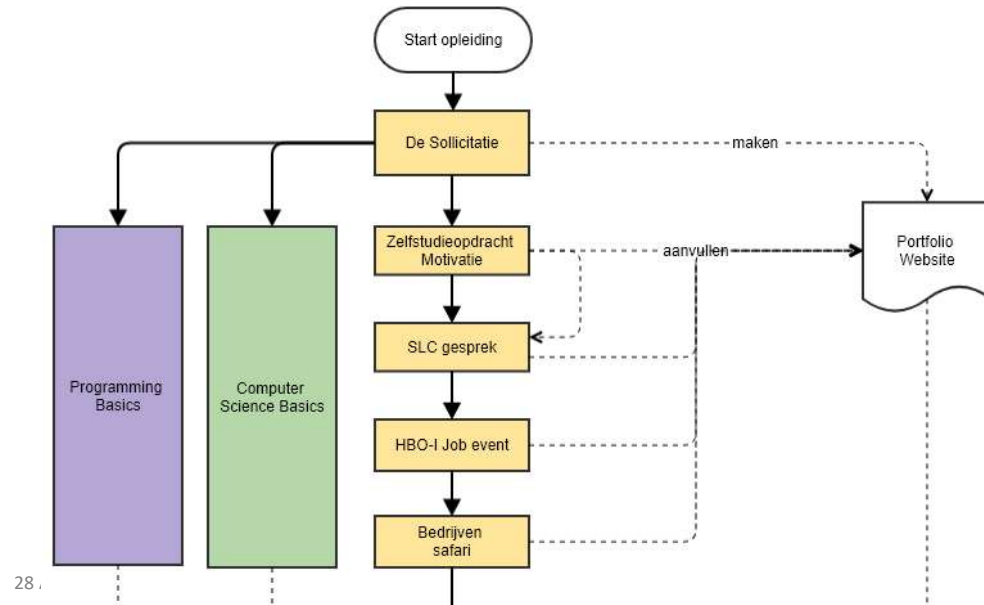 Start opleiding
De Sollicitatie
maken
Zelfstudieopdracht
Motivatie
aanvullen
Portfolio
Website
SLC gesprek
Programming
Basics
Computer
Science Basics
HBO-I Job event
Bedrijven
safari
28